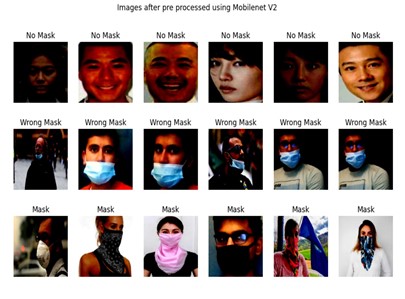 Images after pre processed using Mobilenet V2
No Mask No Mask No Mask No Mask No Mask No Mask
Wrong Mask Wrong Mask Wrong Mask Wrong Mask Wrong Mask Wrong Mask
Mask Mask Mask Mask Mask Mask